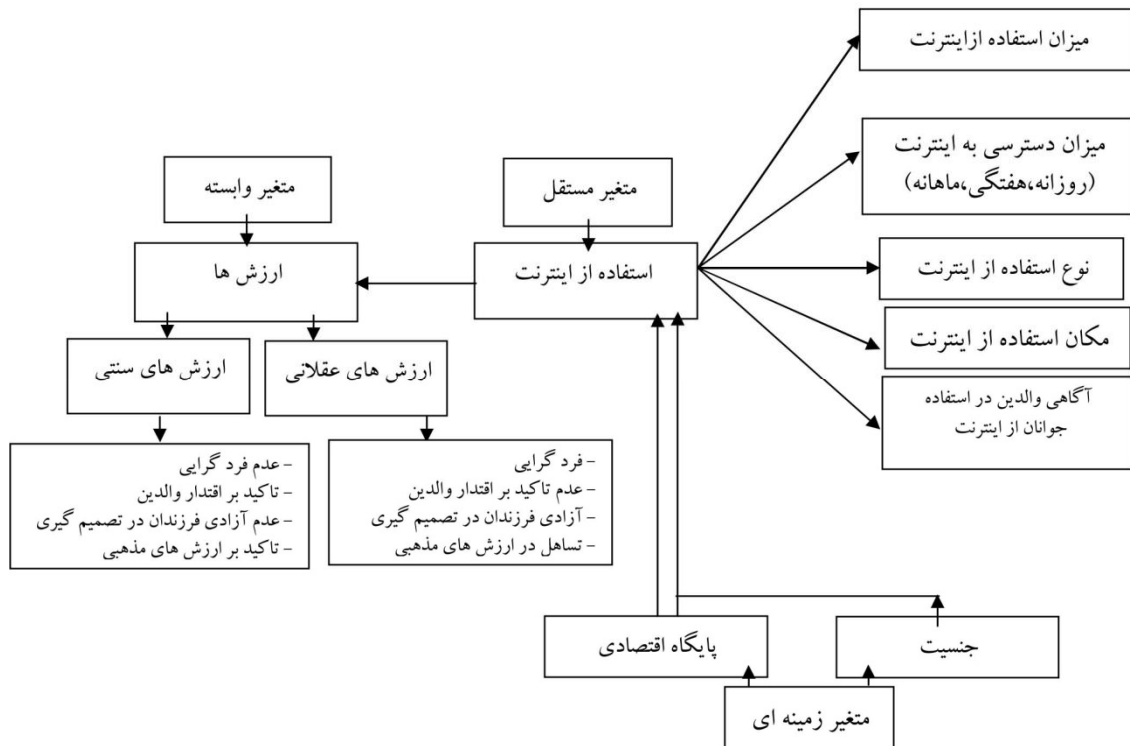 میزان استفاده ازاینترنت
میزان دسترسی به اینترنت
(روزانه،هفتگی،ماهانه)
متغیر مستقل
متغیر وابسته
نوع استفاده از اینترنت
استفاده از اینترنت
ارزش ها
مکان استفاده از اینترنت
ارزش های عقلانی
ارزش های سنتی
آگاهی والدین در استفاده
جوانان از اینترنت
- فرد گرایی
- عدم تاکید بر اقتدار والدین
- آزادی فرزندان در تصمیم گیری
- تساهل در ارزش های مذهبی
- عدم فرد گرایی
- تاکید بر اقتدار والدین
- عدم آزادی فرزندان در تصمیم گیری
- تاکید بر ارزش های مذهبی
جنسیت
پایگاه اقتصادی
متغیر زمینه ای